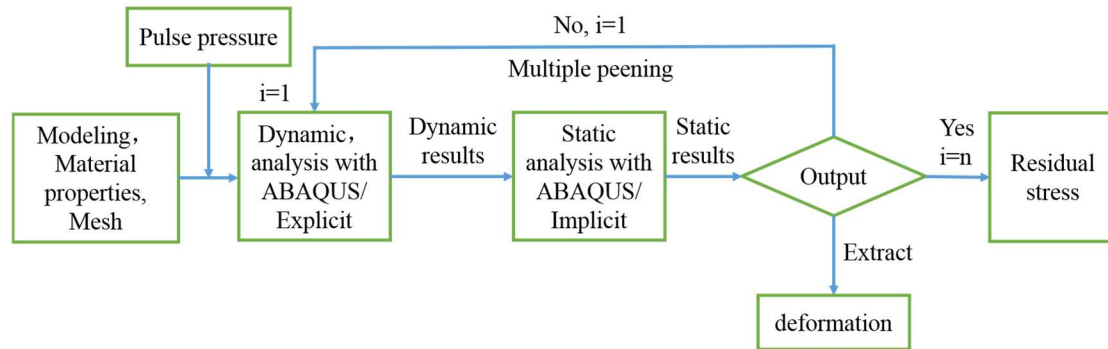 Pulse pressure
No, i=1
Multiple peening
i=1
Modeling，
Material
properties,
Mesh
Dynamic，
analysis with
ABAQUS/
Explicit
Dynamic
results
Static
analysis with
ABAQUS/
Implicit
Static
results
Output
Yes
i=n
Residual
stress
Extract
deformation